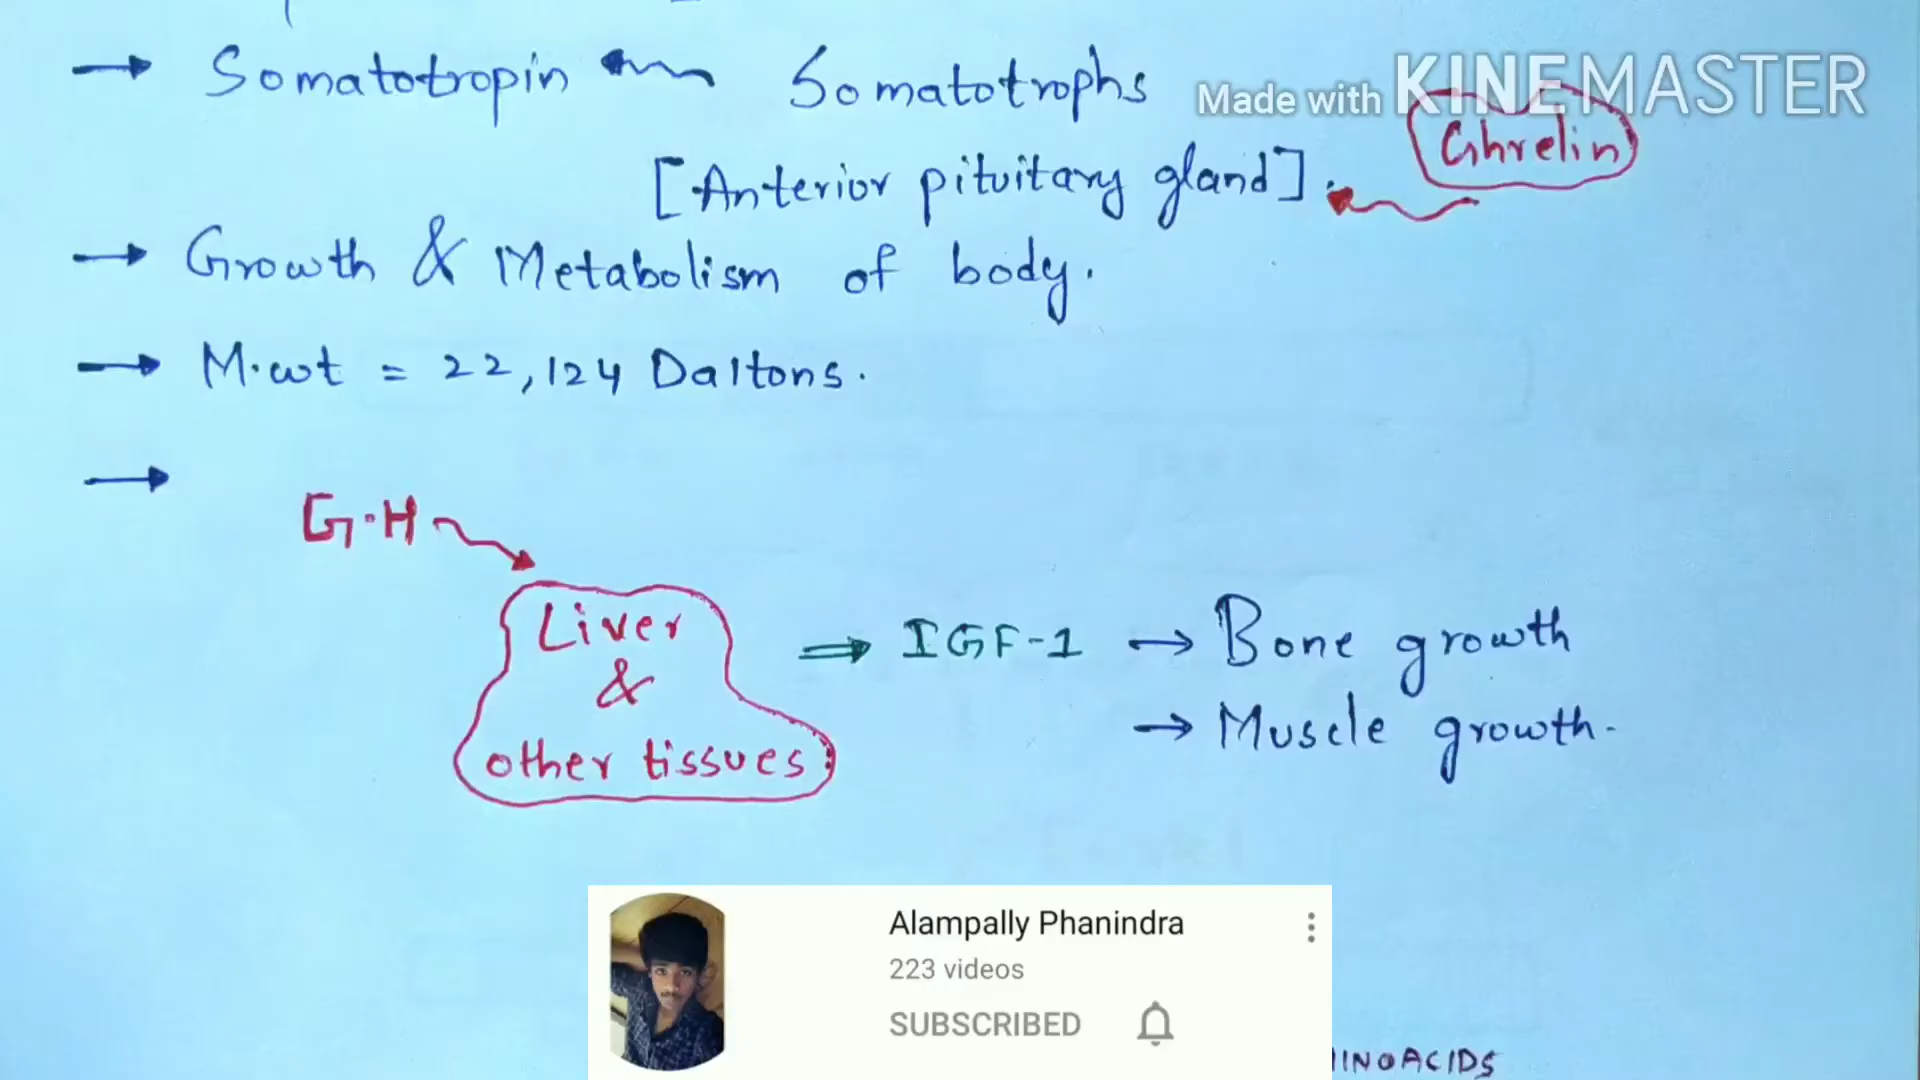 → Somatotropin Somatotrophs
Made with KINEMASTER
Ghrelin
[Anterior pituitary gland].
→ Growth & Metabolism of body.
→ M.wt = 22,124 Daltons.
→
G.H
Liver
&
other tissues
⇒ IGF-1 → Bone growth
→ Muscle growth.
Alampally Phanindra
223 videos
SUBSCRIBED
INOACIDS